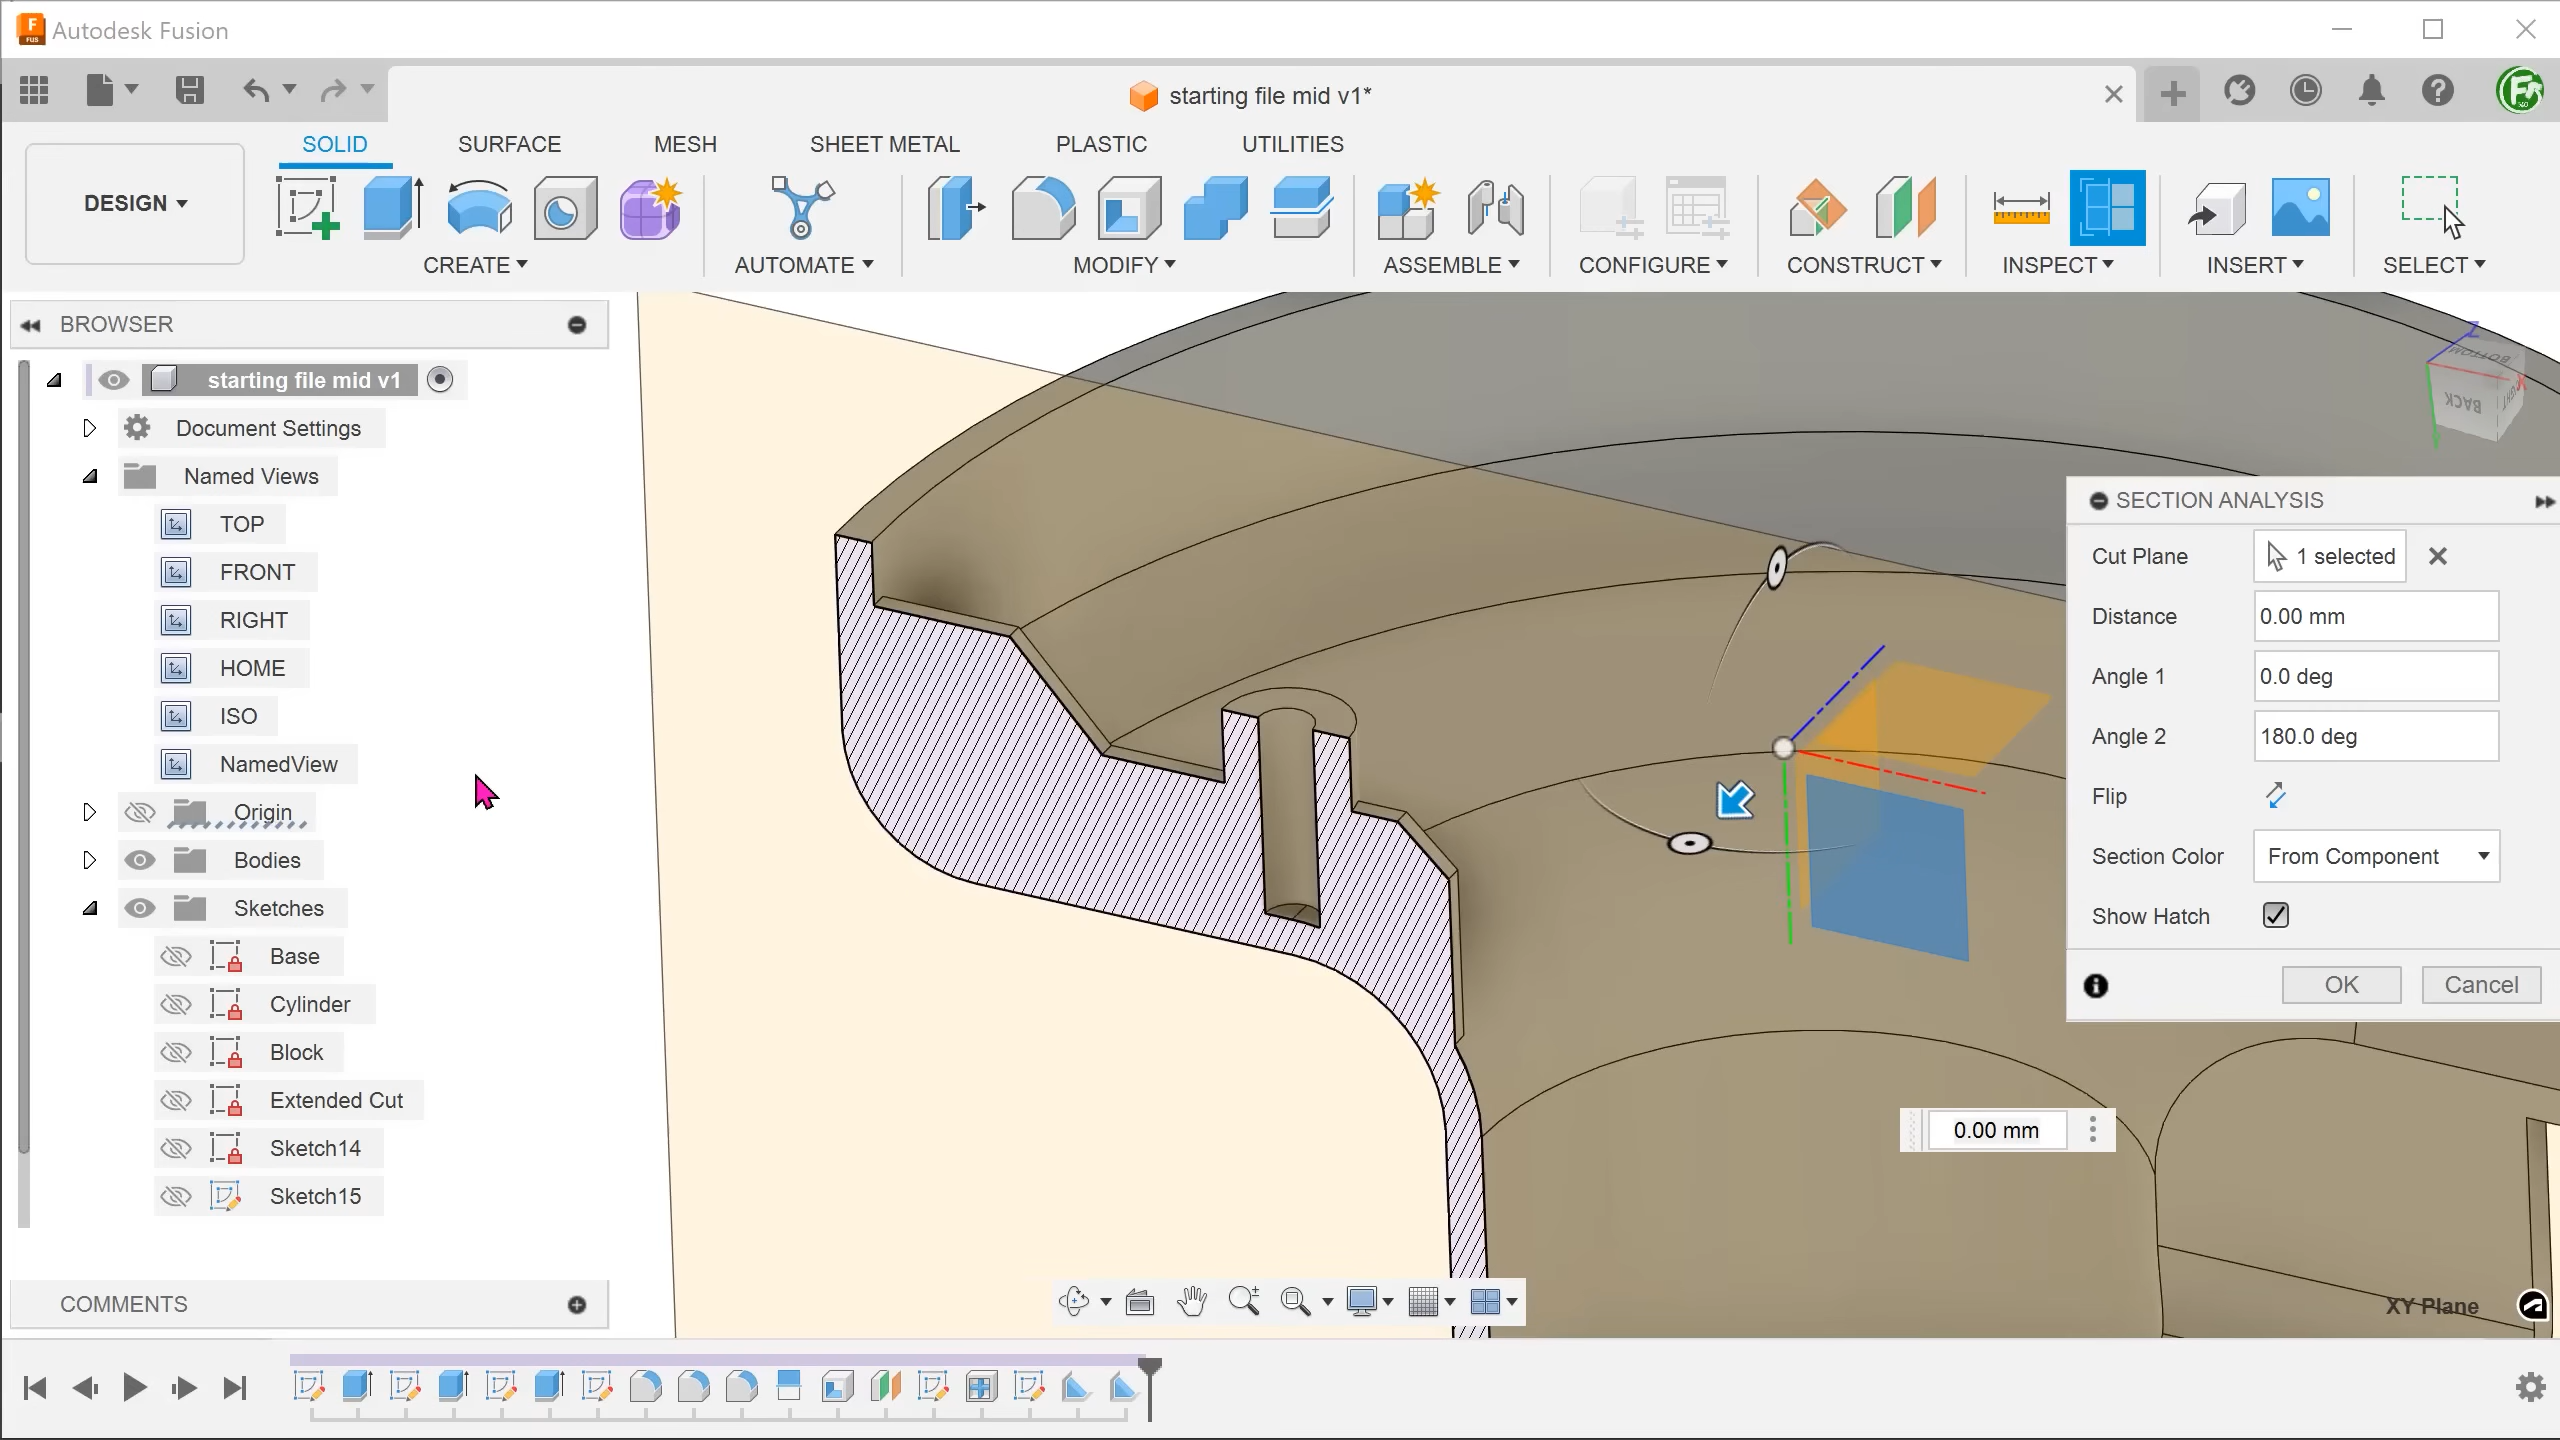 Autodesk Fusion
starting file mid v1*
SOLID SURFACE MESH SHEET METAL PLASTIC UTILITIES
DESIGN
CREATE AUTOMATE MODIFY ASSEMBLE CONFIGURE CONSTRUCT INSPECT INSERT SELECT
BROWSER
starting file mid v1
Document Settings
Named Views
TOP
FRONT
RIGHT
HOME
ISO
NamedView
Origin
Bodies
Sketches
Base
Cylinder
Block
Extended Cut
Sketch14
Sketch15
COMMENTS
Z
BOTTOM
X
BACK
RIGHT
SECTION ANALYSIS
Cut Plane 1 selected
Distance 0.00 mm
Angle 1 0.0 deg
Angle 2 180.0 deg
Flip
Section Color From Component
Show Hatch
OK Cancel
0.00 mm
XY Plane